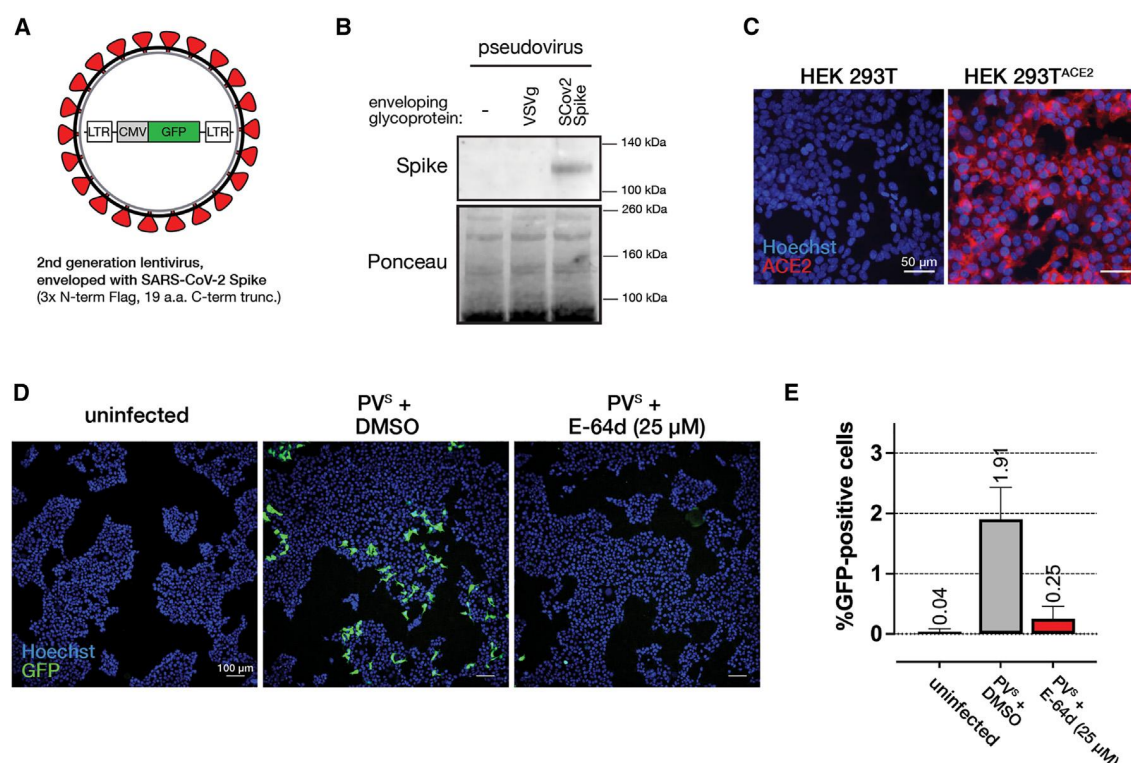 A
LTR CMV GFP LTR
2nd generation lentivirus,
enveloped with SARS-CoV-2 Spike
(3x N-term Flag, 19 a.a. C-term trunc.)
B
pseudovirus
enveloping
glycoprotein:
-
VSVg
SCov2
Spike
Spike
140 kDa
100 kDa
Ponceau
260 kDa
160 kDa
100 kDa
C
HEK 293T
HEK 293Tᴬᶜᴱ²
Hoechst
ACE2
50 µm
D
uninfected
PVˢ +
DMSO
PVˢ +
E-64d (25 µM)
Hoechst
GFP
100 µm
E
%GFP-positive cells
3
2
1
0
0.04
1.91
0.25
uninfected
PVˢ +
DMSO
PVˢ +
E-64d (25 µM)